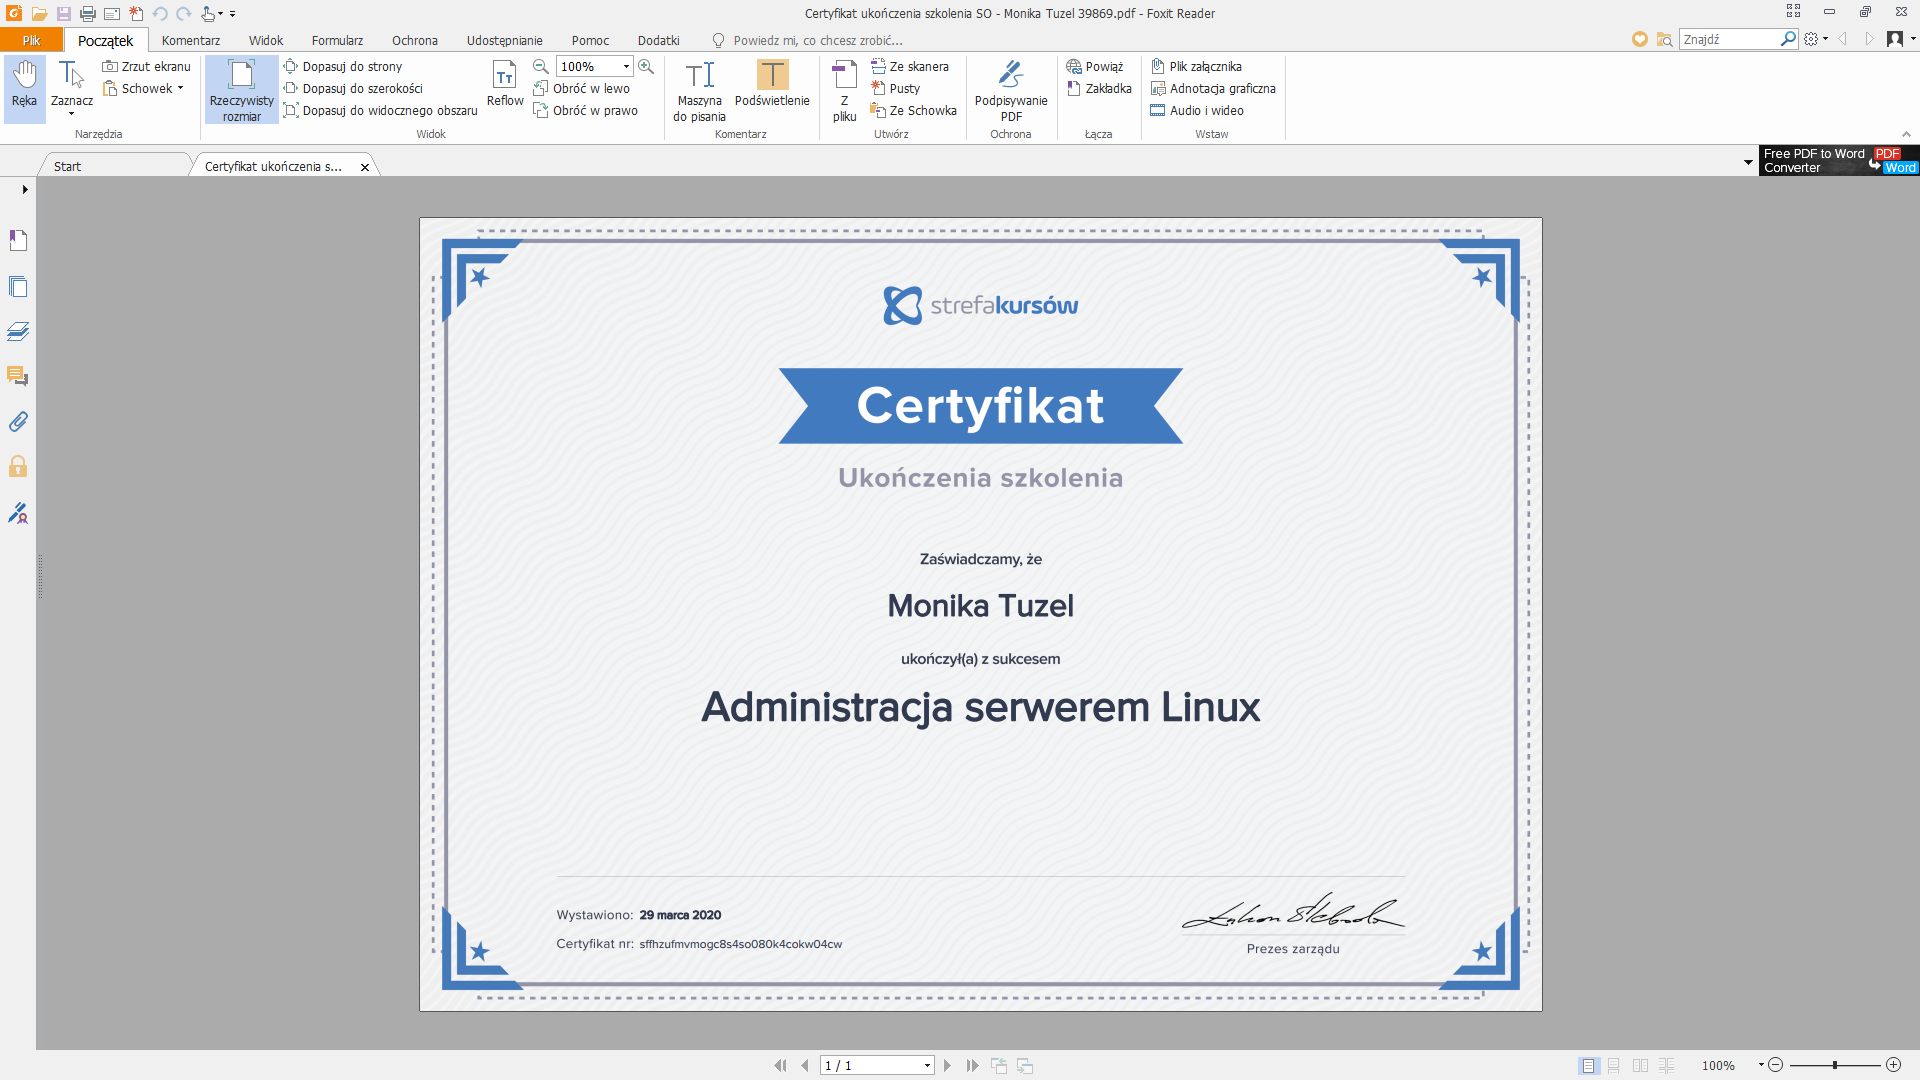 Certyfikat ukończenia szkolenia SO - Monika Tuzel 39869.pdf - Foxit Reader
Plik Początek Komentarz Widok Formularz Ochrona Udostępnianie Pomoc Dodatki Powiedz mi, co chcesz zrobić... Znajdź
Ręka
Zaznacz
Zrzut ekranu
Schowek
Narzędzia
Rzeczywisty
rozmiar
Dopasuj do strony
Dopasuj do szerokości
Dopasuj do widocznego obszaru
Reflow
100%
Obróć w lewo
Obróć w prawo
Widok
Maszyna
do pisania
Podświetlenie
Komentarz
Z
pliku
Ze skanera
Pusty
Ze Schowka
Utwórz
Podpisywanie
PDF
Ochrona
Powiąż
Zakładka
Łącza
Plik załącznika
Adnotacja graficzna
Audio i wideo
Wstaw
Start
Certyfikat ukończenia s...
Free PDF to Word
Converter
PDF
Word
strefakursów
Certyfikat
Ukończenia szkolenia
Zaświadczamy, że
Monika Tuzel
ukończył(a) z sukcesem
Administracja serwerem Linux
Wystawiono: 29 marca 2020
Certyfikat nr: sffhzufmvmogc8s4so080k4cokw04cw
Prezes zarządu
1 / 1
100%